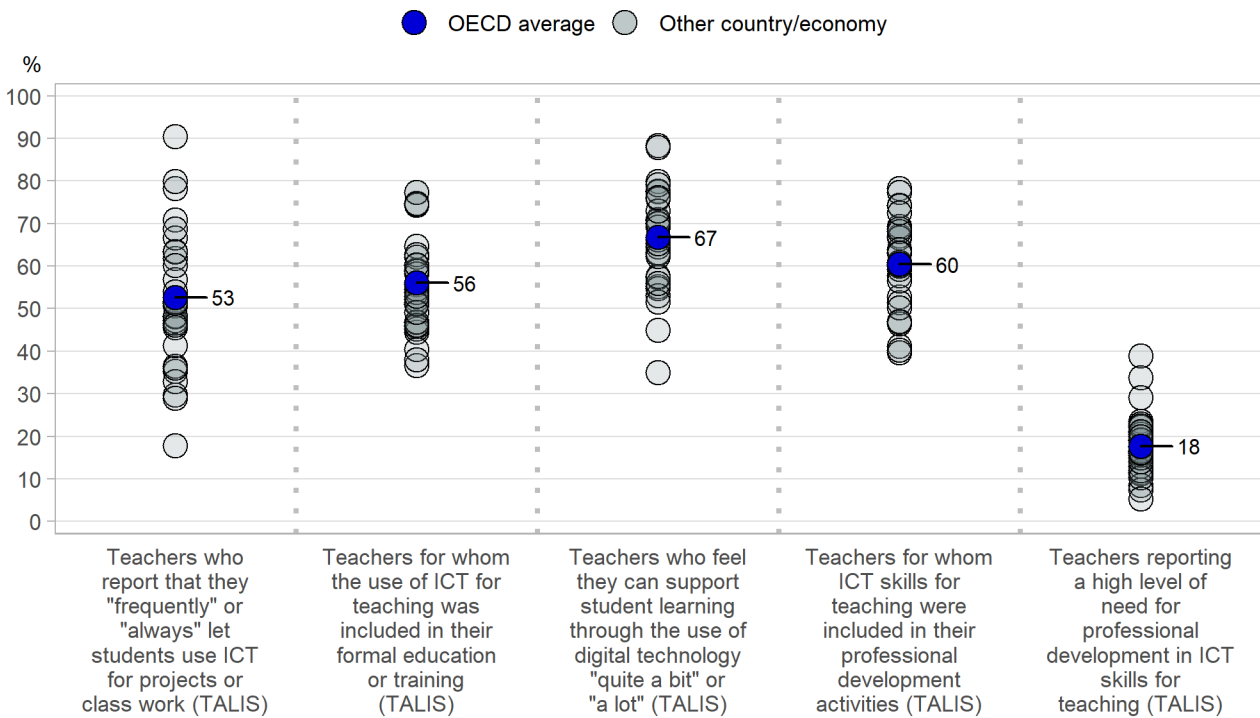 OECD average Other country/economy
%
100
90
80
70
60
50
40
30
20
10
0
53
56
67
60
18
Teachers who
report that they
"frequently" or
"always" let
students use ICT
for projects or
class work (TALIS)
Teachers for whom
the use of ICT for
teaching was
included in their
formal education
or training
(TALIS)
Teachers who feel
they can support
student learning
through the use of
digital technology
"quite a bit" or
"a lot" (TALIS)
Teachers for whom
ICT skills for
teaching were
included in their
professional
development
activities (TALIS)
Teachers reporting
a high level of
need for
professional
development in ICT
skills for
teaching (TALIS)